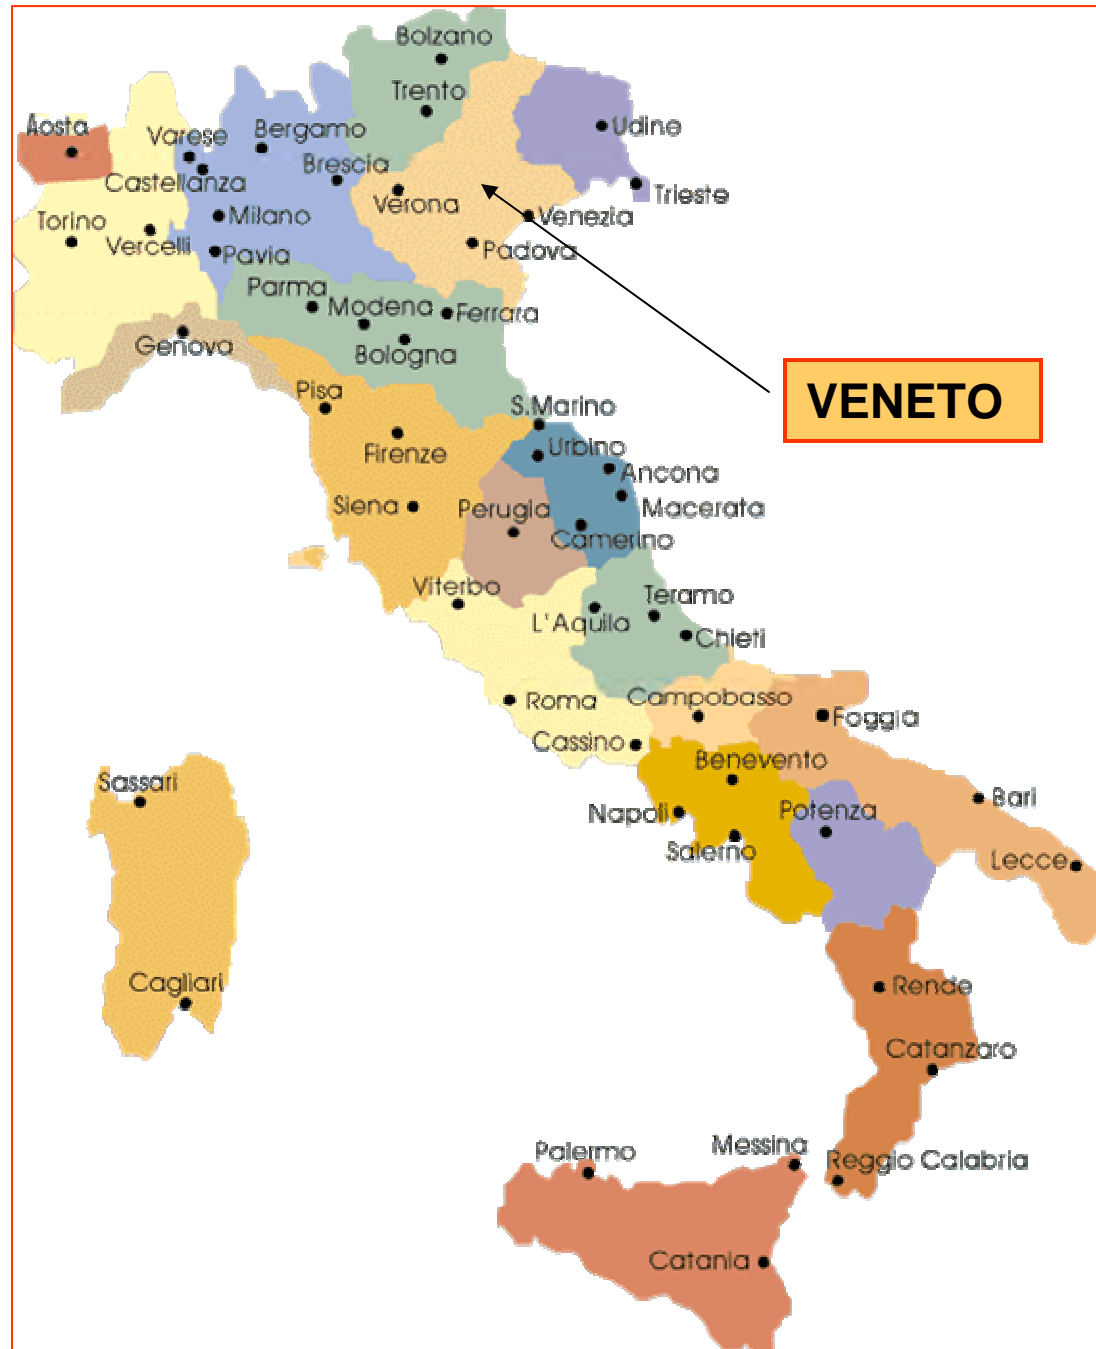 Bolzano
Trento
Aosta
Varese
Bergamo
Udine
Brescia
Castellanza
Verona
Trieste
Torino
Milano
Venezia
Vercelli
Pavia
Padova
Parma
Modena
Ferrara
Genova
Bologna
Pisa
VENETO
S.Marino
Firenze
Urbino
Ancona
Siena
Perugia
Macerata
Camerino
Viterbo
L'Aquila
Teramo
Chieti
Roma
Campobasso
Foggia
Cassino
Benevento
Sassari
Napoli
Potenza
Bari
Salerno
Lecce
Cagliari
Rende
Catanzaro
Palermo
Messina
Reggio Calabria
Catania